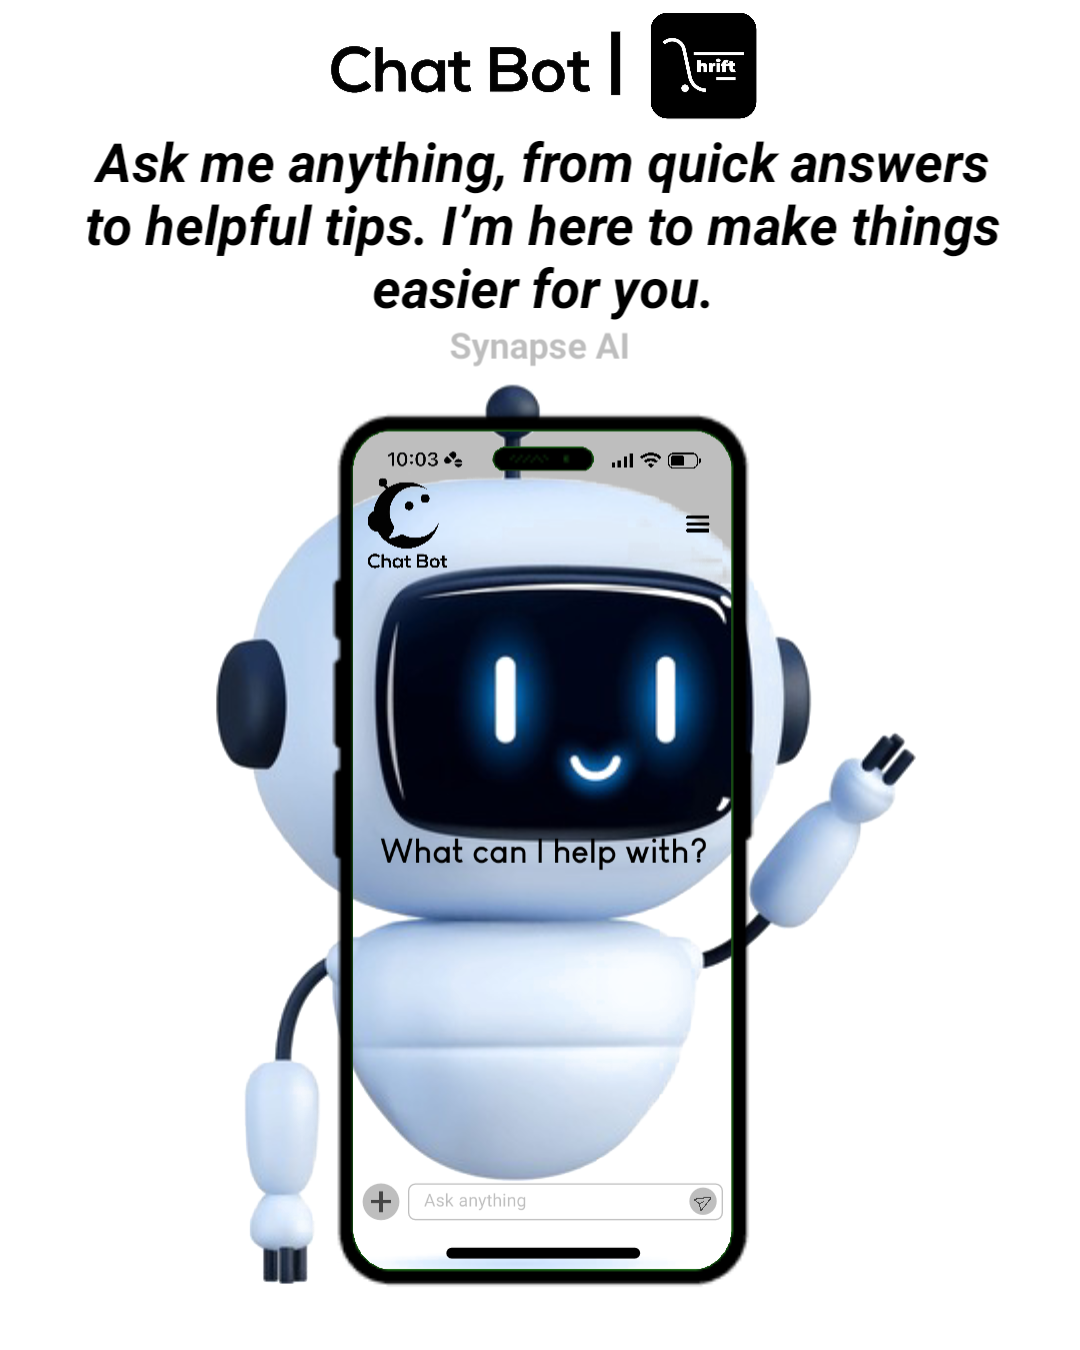 Chat Bot |
hrift
Ask me anything, from quick answers
to helpful tips. I’m here to make things
easier for you.
Synapse AI
10:03
Chat Bot
What can I help with?
Ask anything